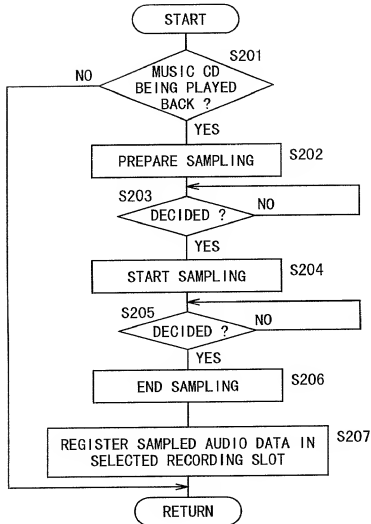 START
S201
NO
MUSIC CD
BEING PLAYED
BACK ?
YES
PREPARE SAMPLING
S202
S203
DECIDED ?
NO
YES
START SAMPLING
S204
S205
DECIDED ?
NO
YES
END SAMPLING
S206
S207
REGISTER SAMPLED AUDIO DATA IN
SELECTED RECORDING SLOT
RETURN